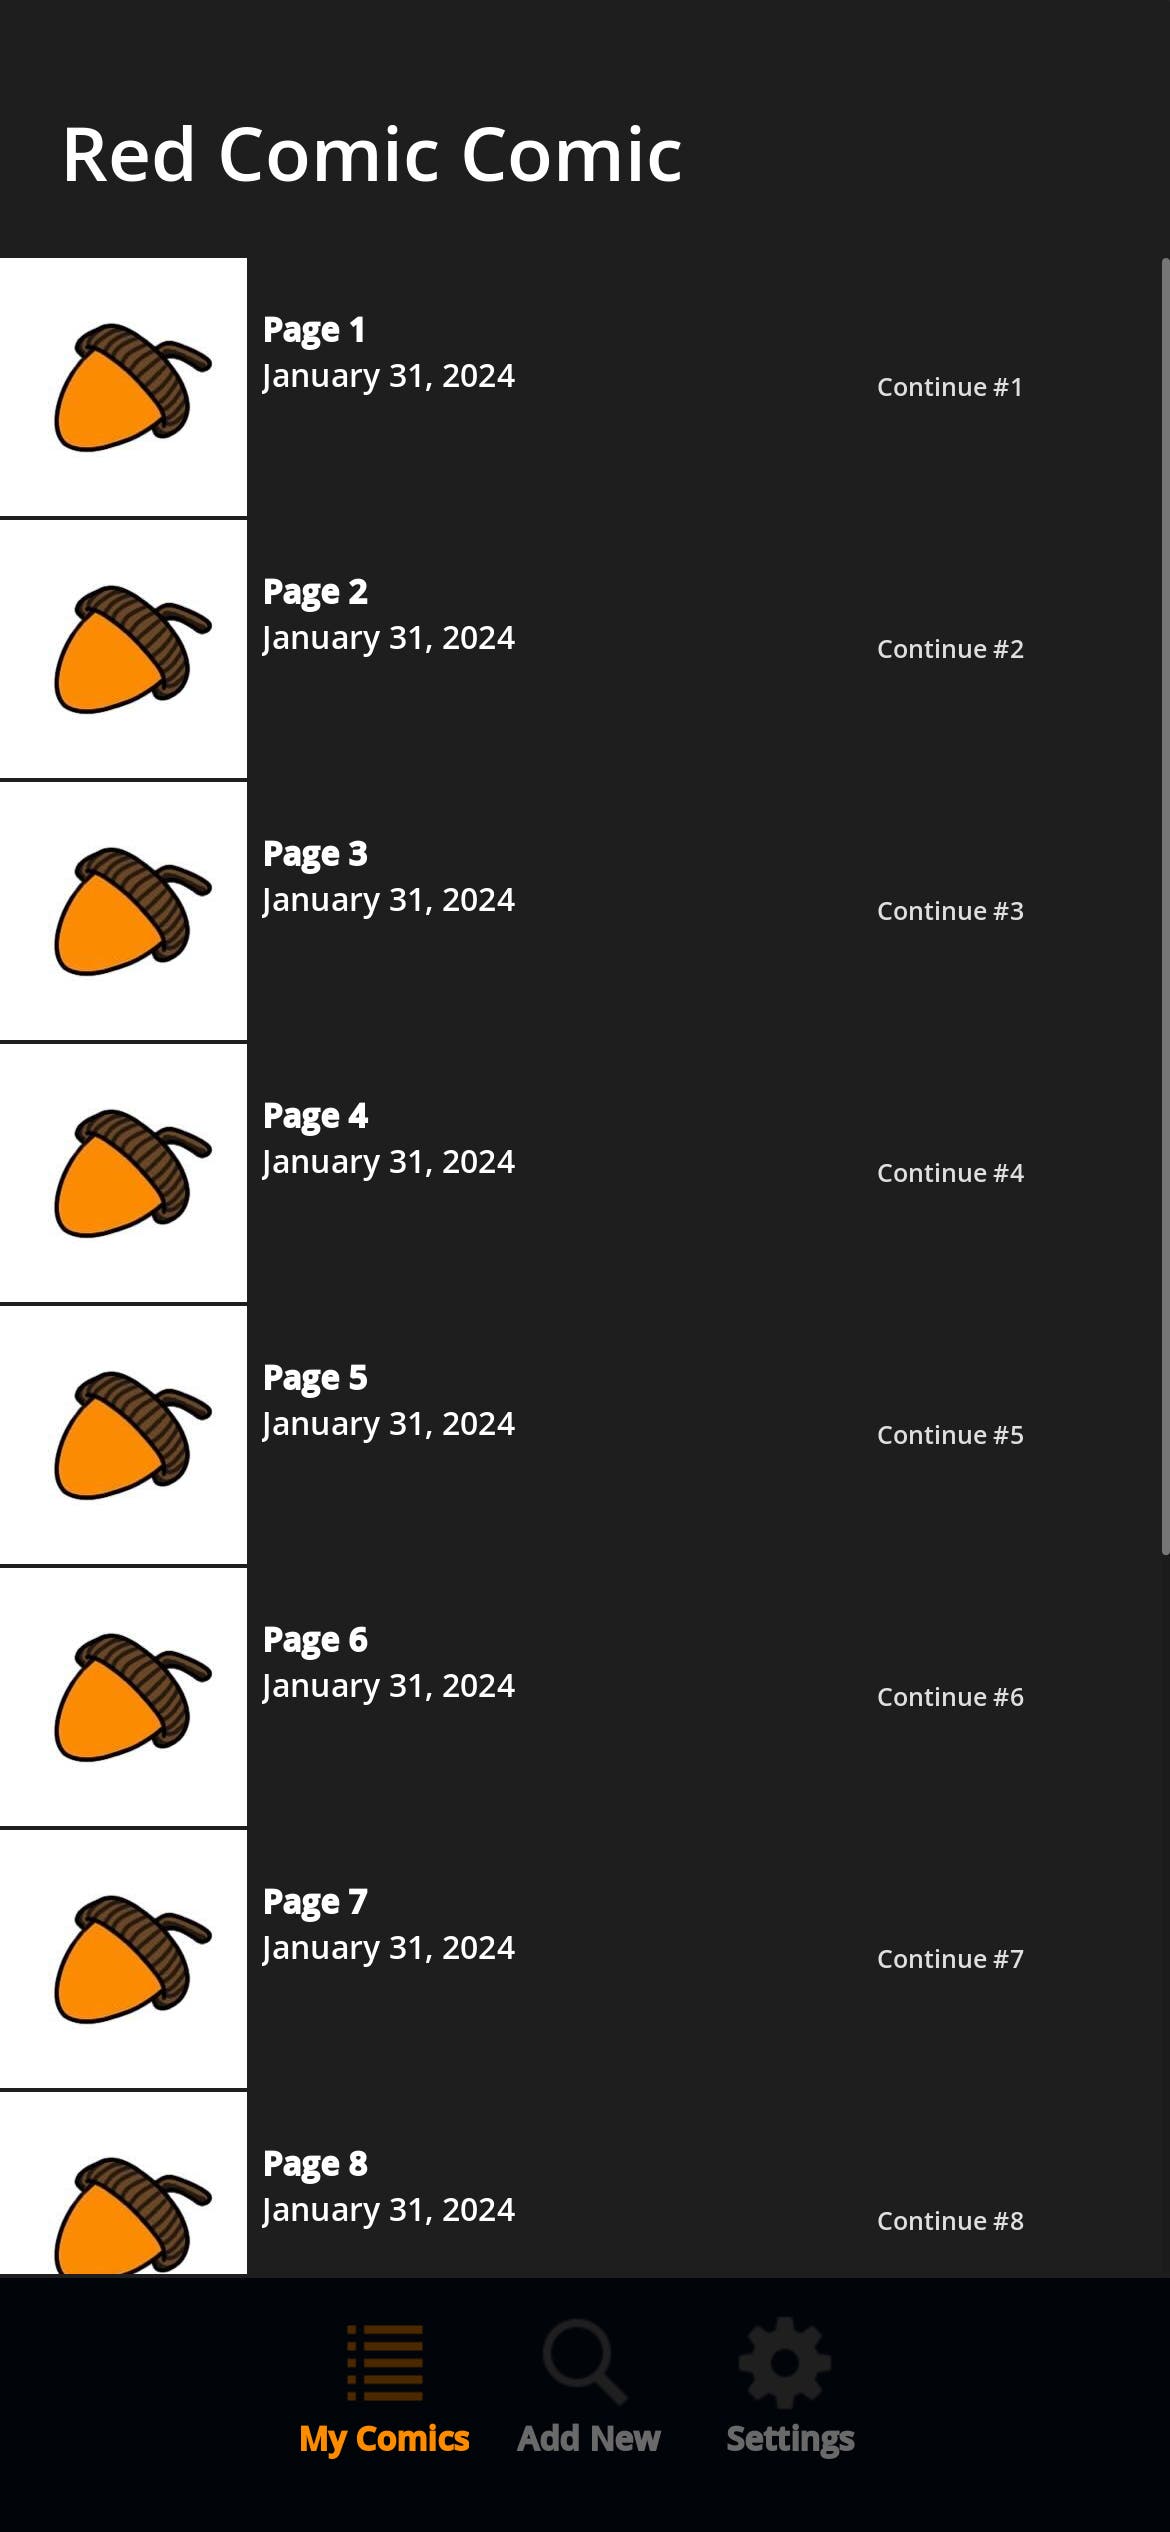 Red Comic Comic
Page 1
January 31, 2024
Continue #1
Page 2
January 31, 2024
Continue #2
Page 3
January 31, 2024
Continue #3
Page 4
January 31, 2024
Continue #4
Page 5
January 31, 2024
Continue #5
Page 6
January 31, 2024
Continue #6
Page 7
January 31, 2024
Continue #7
Page 8
January 31, 2024
Continue #8
My Comics
Add New
Settings